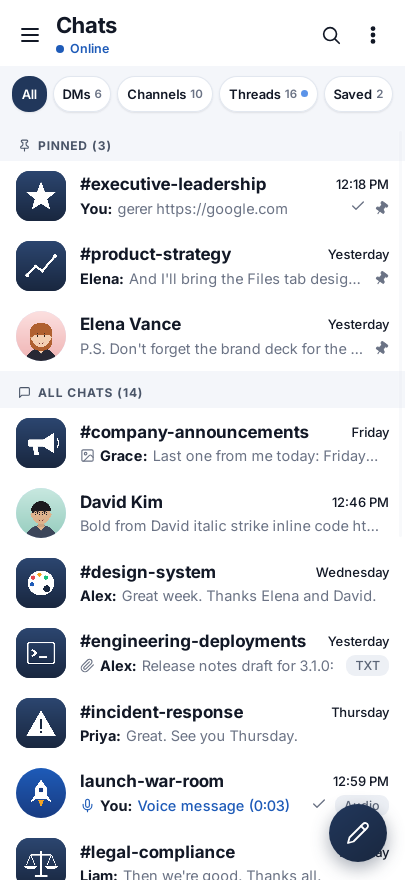 Chats
Online
All
DMs 6
Channels 10
Threads 16
Saved 2
PINNED (3)
#executive-leadership 12:18 PM
You: gerer https://google.com
#product-strategy Yesterday
Elena: And I'll bring the Files tab desig...
Elena Vance Yesterday
P.S. Don't forget the brand deck for the ...
ALL CHATS (14)
#company-announcements Friday
Grace: Last one from me today: Friday...
David Kim 12:46 PM
Bold from David italic strike inline code ht...
#design-system Wednesday
Alex: Great week. Thanks Elena and David.
#engineering-deployments Yesterday
Alex: Release notes draft for 3.1.0: TXT
#incident-response Thursday
Priya: Great. See you Thursday.
launch-war-room 12:59 PM
You: Voice message (0:03) Audio
#legal-compliance
Liam: Then we're good. Thanks all.